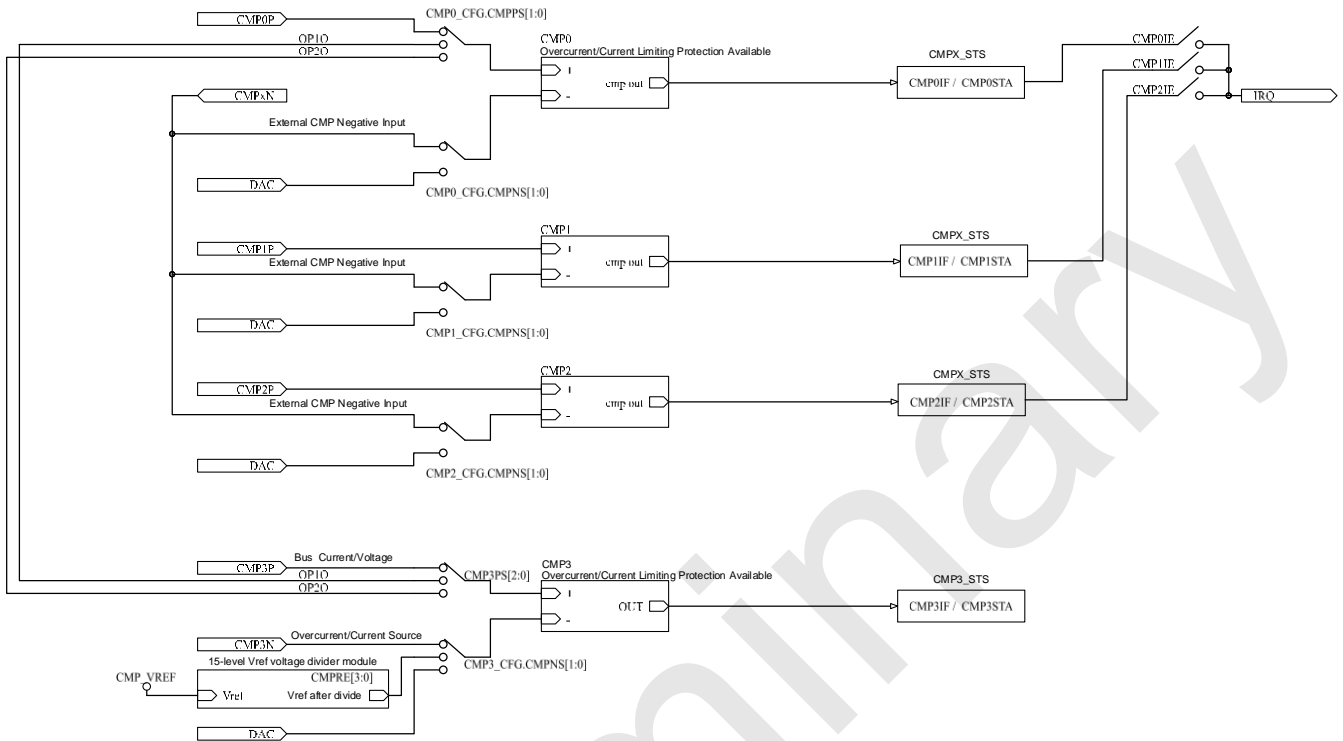 CMP0P
CMP0_CFG.CMPPS[1:0]
OP1O
OP2O
CMP0
Overcurrent/Current Limiting Protection Available
cmp out
CMPX_STS
CMP0IF / CMP0STA
CMP0IE
CMP1IE
CMP2IE
IRQ
CMPxN
External CMP Negative Input
DAC
CMP0_CFG.CMPNS[1:0]
CMP1P
External CMP Negative Input
CMP1
cmp out
CMPX_STS
CMP1IF / CMP1STA
DAC
CMP1_CFG.CMPNS[1:0]
CMP2P
External CMP Negative Input
CMP2
cmp out
CMPX_STS
CMP2IF / CMP2STA
DAC
CMP2_CFG.CMPNS[1:0]
Bus Current/Voltage
CMP3P
OP1O
OP2O
CMP3PS[2:0]
CMP3
Overcurrent/Current Limiting Protection Available
OUT
CMP3_STS
CMP3IF / CMP3STA
CMP3N
Overcurrent/Current Source
15-level Vref voltage divider module
CMP3_CFG.CMPNS[1:0]
CMP_VREF
CMPRE[3:0]
Vref
Vref after divide
DAC
minary